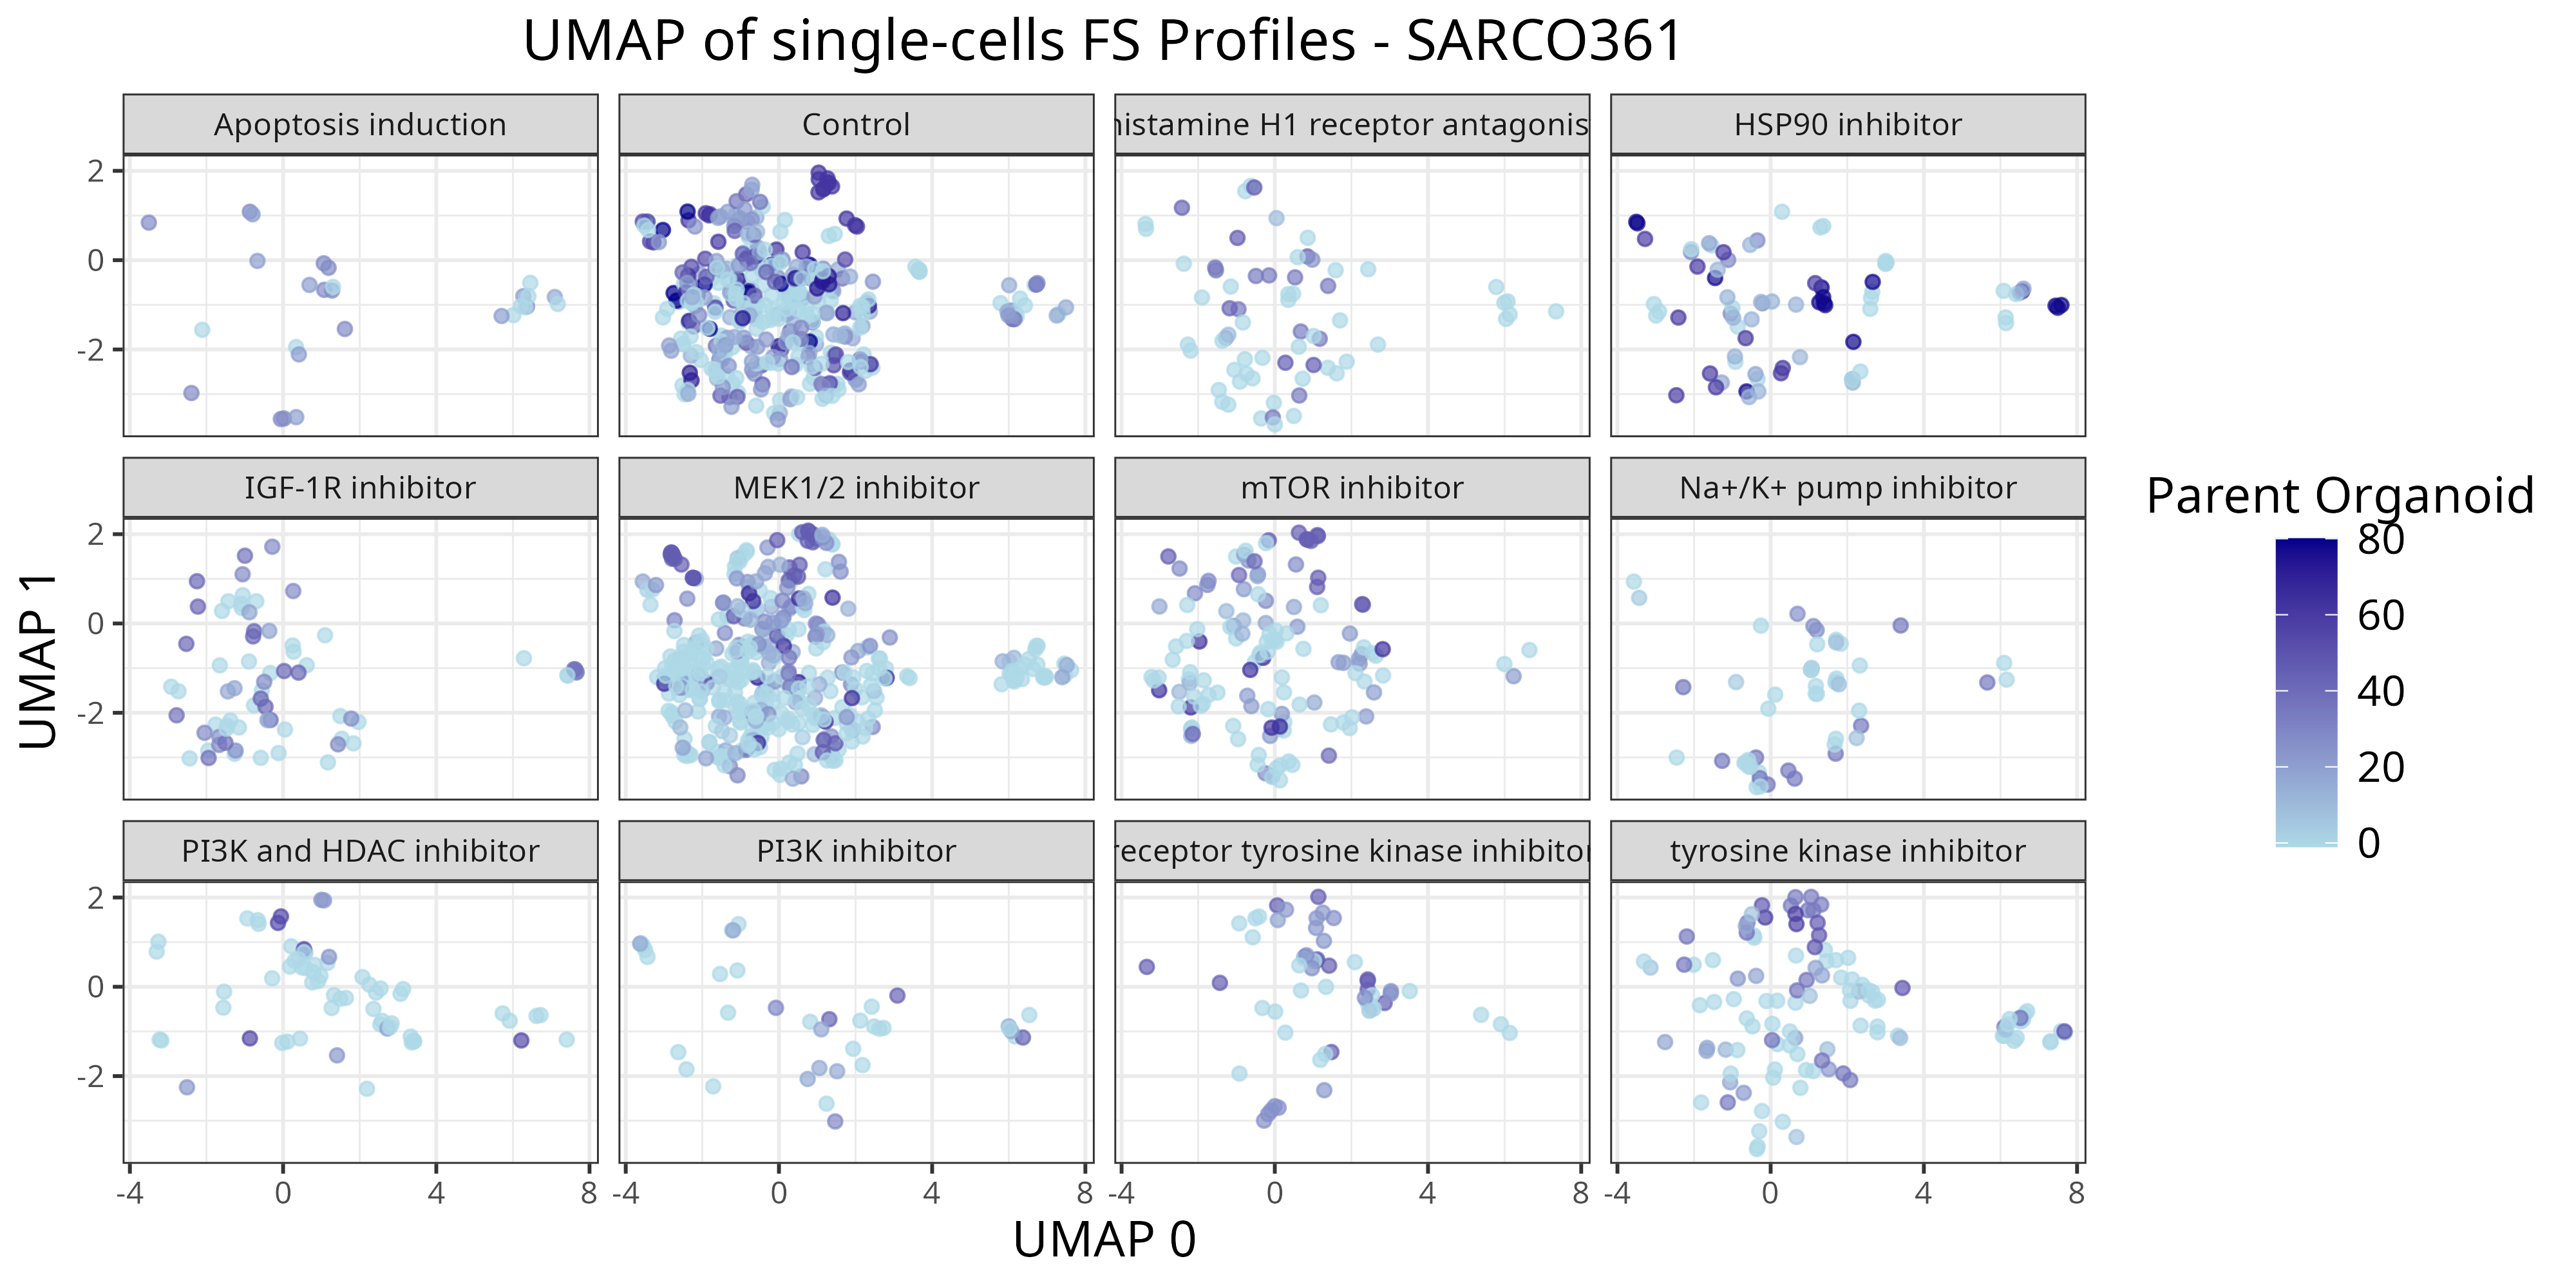 UMAP of single-cells FS Profiles - SARCO361
Apoptosis induction
Control
histamine H1 receptor antagonis
HSP90 inhibitor
2
0
-2
IGF-1R inhibitor
MEK1/2 inhibitor
mTOR inhibitor
Na+/K+ pump inhibitor
2
0
-2
PI3K and HDAC inhibitor
PI3K inhibitor
receptor tyrosine kinase inhibitor
tyrosine kinase inhibitor
2
0
-2
-4 0 4 8
-4 0 4 8
-4 0 4 8
-4 0 4 8
UMAP 0
UMAP 1
Parent Organoid
80
60
40
20
0